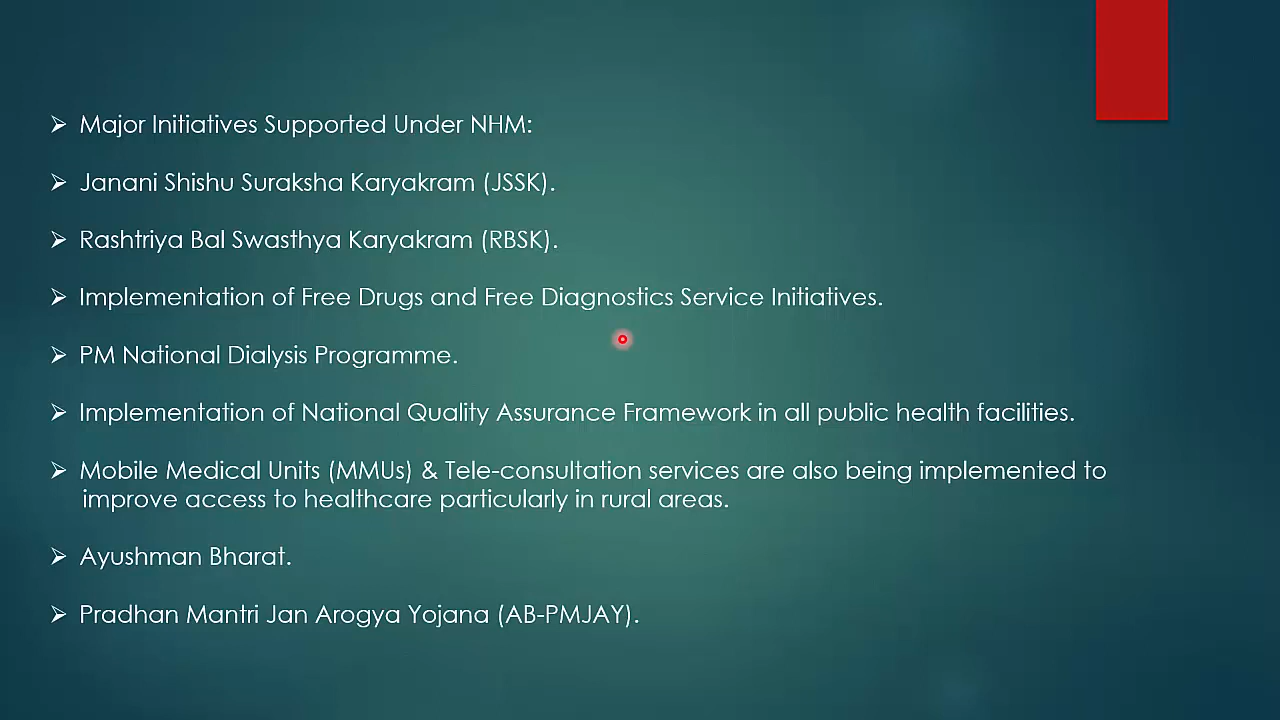 ➢ Major Initiatives Supported Under NHM:
➢ Janani Shishu Suraksha Karyakram (JSSK).
➢ Rashtriya Bal Swasthya Karyakram (RBSK).
➢ Implementation of Free Drugs and Free Diagnostics Service Initiatives.
➢ PM National Dialysis Programme.
➢ Implementation of National Quality Assurance Framework in all public health facilities.
➢ Mobile Medical Units (MMUs) & Tele-consultation services are also being implemented to
improve access to healthcare particularly in rural areas.
➢ Ayushman Bharat.
➢ Pradhan Mantri Jan Arogya Yojana (AB-PMJAY).